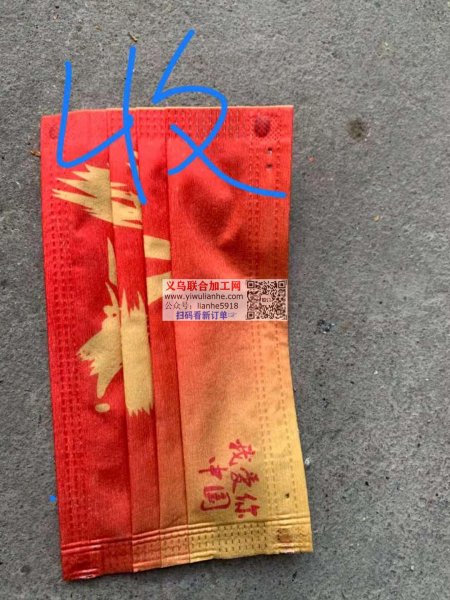 收
义乌联合加工网
www.yiwulianhe.com
公众号：lianhe5918
扫码看新订单☞
我爱你
中国